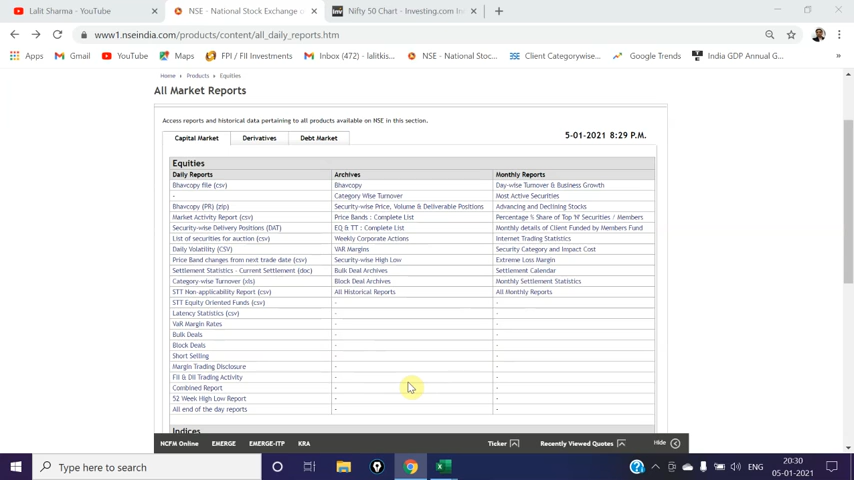 Lalit Sharma - YouTube
NSE - National Stock Exchange o
Nifty 50 Chart - Investing.com In
www1.nseindia.com/products/content/all_daily_reports.htm
Apps Gmail YouTube Maps FPI / FII Investments Inbox (472) - lalitkis... NSE - National Stoc... Client Categorywise... Google Trends India GDP Annual G...
Home Products Equities
All Market Reports
Access reports and historical data pertaining to all products available on NSE in this section.
Capital Market Derivatives Debt Market 5-01-2021 8:29 P.M.
Equities
Daily Reports Archives Monthly Reports
Bhavcopy file (csv) Bhavcopy Day-wise Turnover & Business Growth
- Category Wise Turnover Most Active Securities
Bhavcopy (PR) (zip) Security-wise Price, Volume & Deliverable Positions Advancing and Declining Stocks
Market Activity Report (csv) Price Bands : Complete List Percentage % Share of Top 'N' Securities / Members
Security-wise Delivery Positions (DAT) EQ & TT : Complete List Monthly details of Client Funded by Members Fund
List of securities for auction (csv) Weekly Corporate Actions Internet Trading Statistics
Daily Volatility (CSV) VAR Margins Security Category and Impact Cost
Price Band changes from next trade date (csv) Security-wise High Low Extreme Loss Margin
Settlement Statistics - Current Settlement (doc) Bulk Deal Archives Settlement Calendar
Category-wise Turnover (xls) Block Deal Archives Monthly Settlement Statistics
STT Non-applicability Report (csv) All Historical Reports All Monthly Reports
STT Equity Oriented Funds (csv) - -
Latency Statistics (csv) - -
VaR Margin Rates - -
Bulk Deals - -
Block Deals - -
Short Selling - -
Margin Trading Disclosure - -
FII & DII Trading Activity - -
Combined Report - -
52 Week High Low Report - -
All end of the day reports - -
Indices
NCFM Online EMERGE EMERGE-ITP KRA Ticker Recently Viewed Quotes Hide
Type here to search
ENG
20:30
05-01-2021